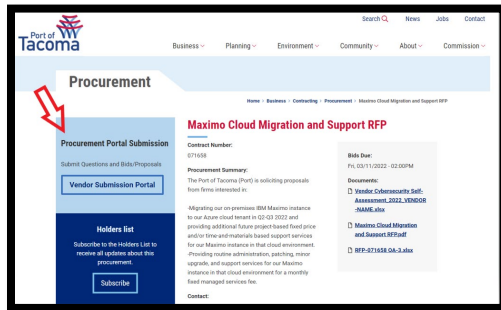 Search News Jobs Contact
Port of
Tacoma
Business Planning Environment Community About Commission
Procurement
Home > Business > Contracting > Procurement > Maximo Cloud Migration and Support RFP
Procurement Portal Submission
Submit Questions and Bids/Proposals
Vendor Submission Portal
Holders list
Subscribe to the Holders List to
receive all updates about this
procurement.
Subscribe
Maximo Cloud Migration and Support RFP
Contract Number:
071658
Procurement Summary:
The Port of Tacoma (Port) is soliciting proposals
from firms interested in:
-Migrating our on-premises IBM Maximo instance
to our Azure-cloud tenant in Q2-Q3 2022 and
providing additional future project-based fixed price
and/or time-and-materials based support services
for our Maximo instance in that cloud environment.
-Providing routine administration, patching, minor
upgrade, and support services for our Maximo
instance in that cloud environment for a monthly
fixed managed services fee.
Contact:
Bids Due:
Fri, 03/11/2022 - 02:00PM
Documents:
Vendor Cybersecurity Self-
Assessment_2022_VENDOR
-NAME.xlsx
Maximo Cloud Migration
and Support RFP.pdf
RFP-071658 QA-3.xlsx